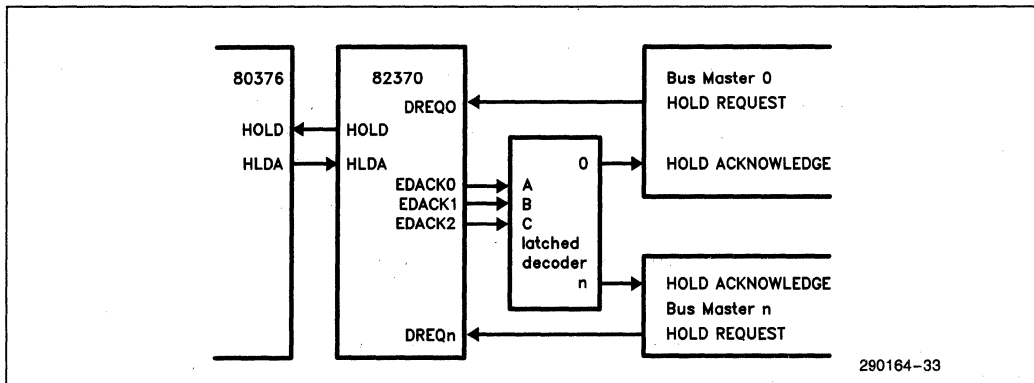 80376
HOLD
HLDA
82370
DREQ0
HOLD
HLDA
EDACK0
EDACK1
EDACK2
DREQn
0
A
B
C
latched
decoder
n
Bus Master 0
HOLD REQUEST
HOLD ACKNOWLEDGE
HOLD ACKNOWLEDGE
Bus Master n
HOLD REQUEST
290164-33